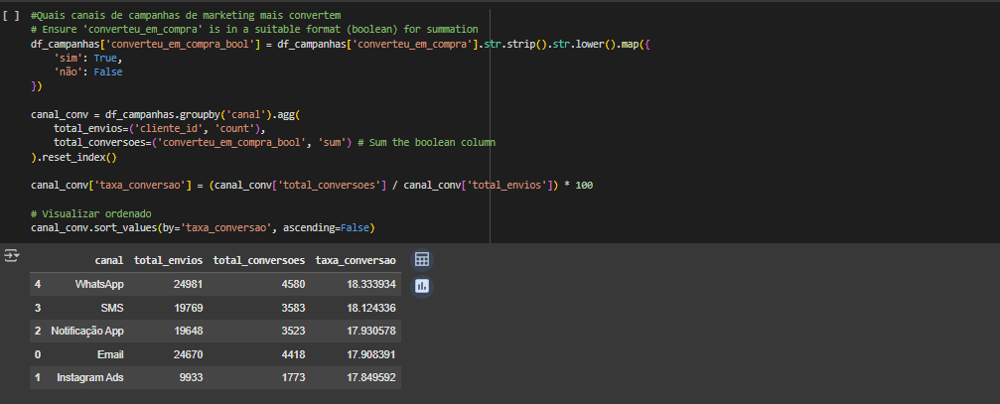 [ ] #Quais canais de campanhas de marketing mais convertem
# Ensure 'converteu_em_compra' is in a suitable format (boolean) for summation
df_campanhas['converteu_em_compra_bool'] = df_campanhas['converteu_em_compra'].str.strip().str.lower().map({
    'sim': True,
    'não': False
})

canal_conv = df_campanhas.groupby('canal').agg(
    total_envios=('cliente_id', 'count'),
    total_conversoes=('converteu_em_compra_bool', 'sum') # Sum the boolean column
).reset_index()

canal_conv['taxa_conversao'] = (canal_conv['total_conversoes'] / canal_conv['total_envios']) * 100

# Visualizar ordenado
canal_conv.sort_values(by='taxa_conversao', ascending=False)

canal total_envios total_conversoes taxa_conversao
4 WhatsApp 24981 4580 18.333934
3 SMS 19769 3583 18.124336
2 Notificação App 19648 3523 17.930578
0 Email 24670 4418 17.908391
1 Instagram Ads 9933 1773 17.849592